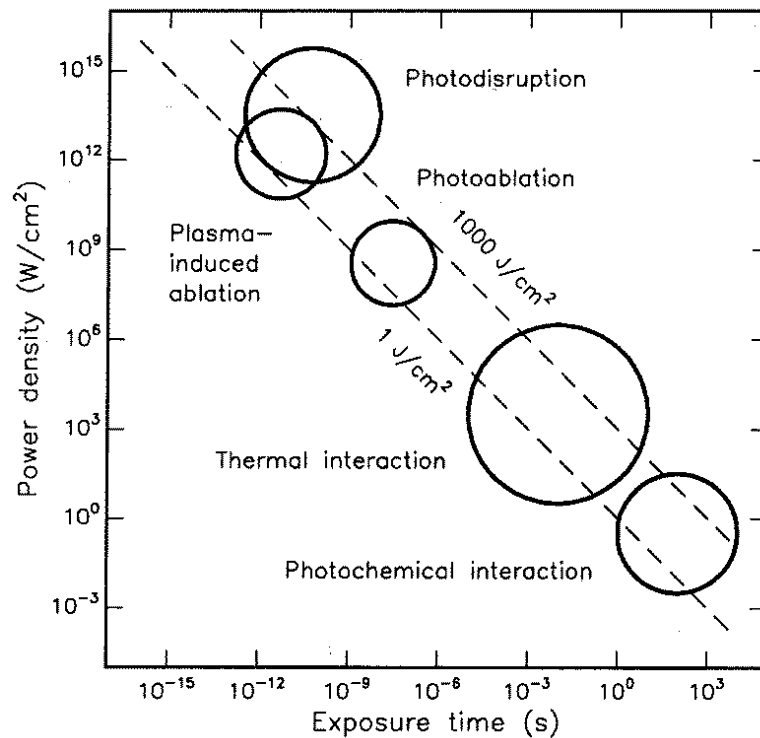 10¹⁵
Photodisruption
10¹²
Photoablation
Plasma–
induced
ablation
10⁹
1000 J/cm²
10⁶
1 J/cm²
Power density (W/cm²)
10³
Thermal interaction
10⁰
Photochemical interaction
10⁻³
10⁻¹⁵ 10⁻¹² 10⁻⁹ 10⁻⁶ 10⁻³ 10⁰ 10³
Exposure time (s)